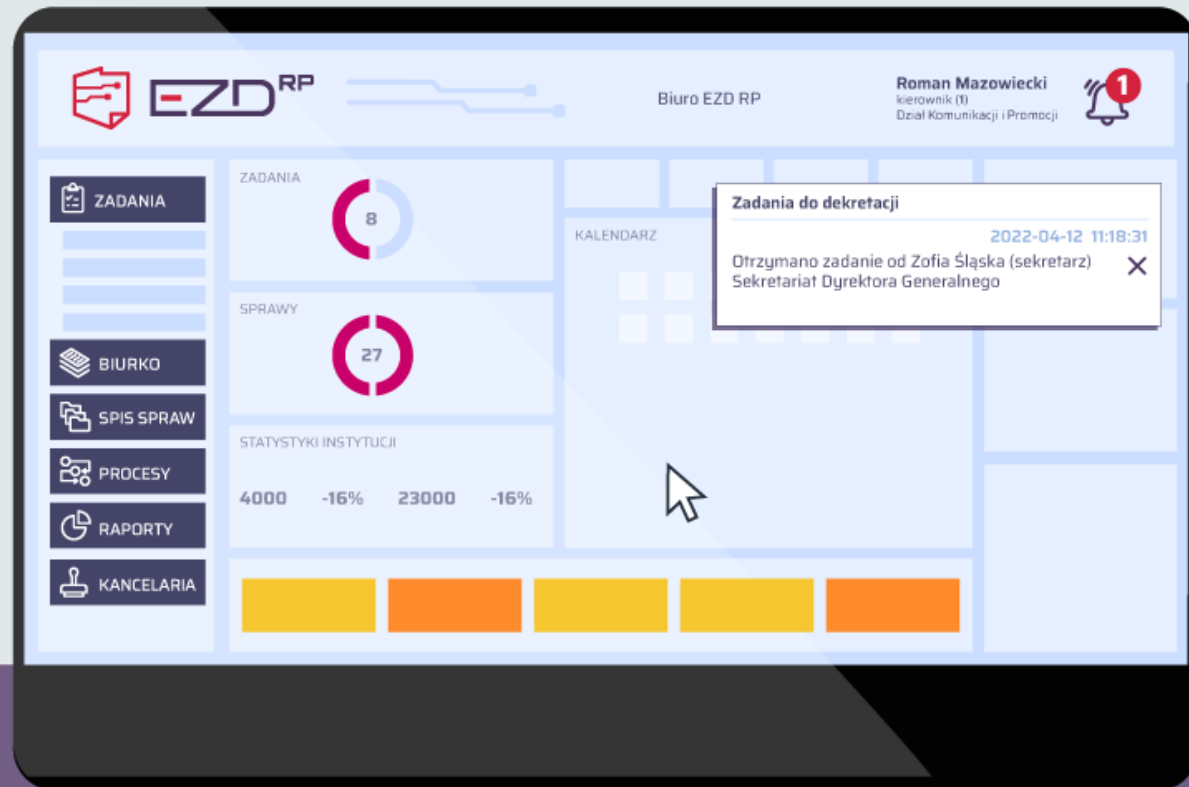 EZD RP
Biuro EZD RP
Roman Mazowiecki
kierownik (1)
Dział Komunikacji i Promocji
1
ZADANIA
BIURKO
SPIS SPRAW
PROCESY
RAPORTY
KANCELARIA
ZADANIA
8
SPRAWY
27
STATYSTYKI INSTYTUCJI
4000 -16% 23000 -16%
KALENDARZ
Zadania do dekretacji
2022-04-12 11:18:31
Otrzymano zadanie od Zofia Śląska (sekretarz)
Sekretariat Dyrektora Generalnego